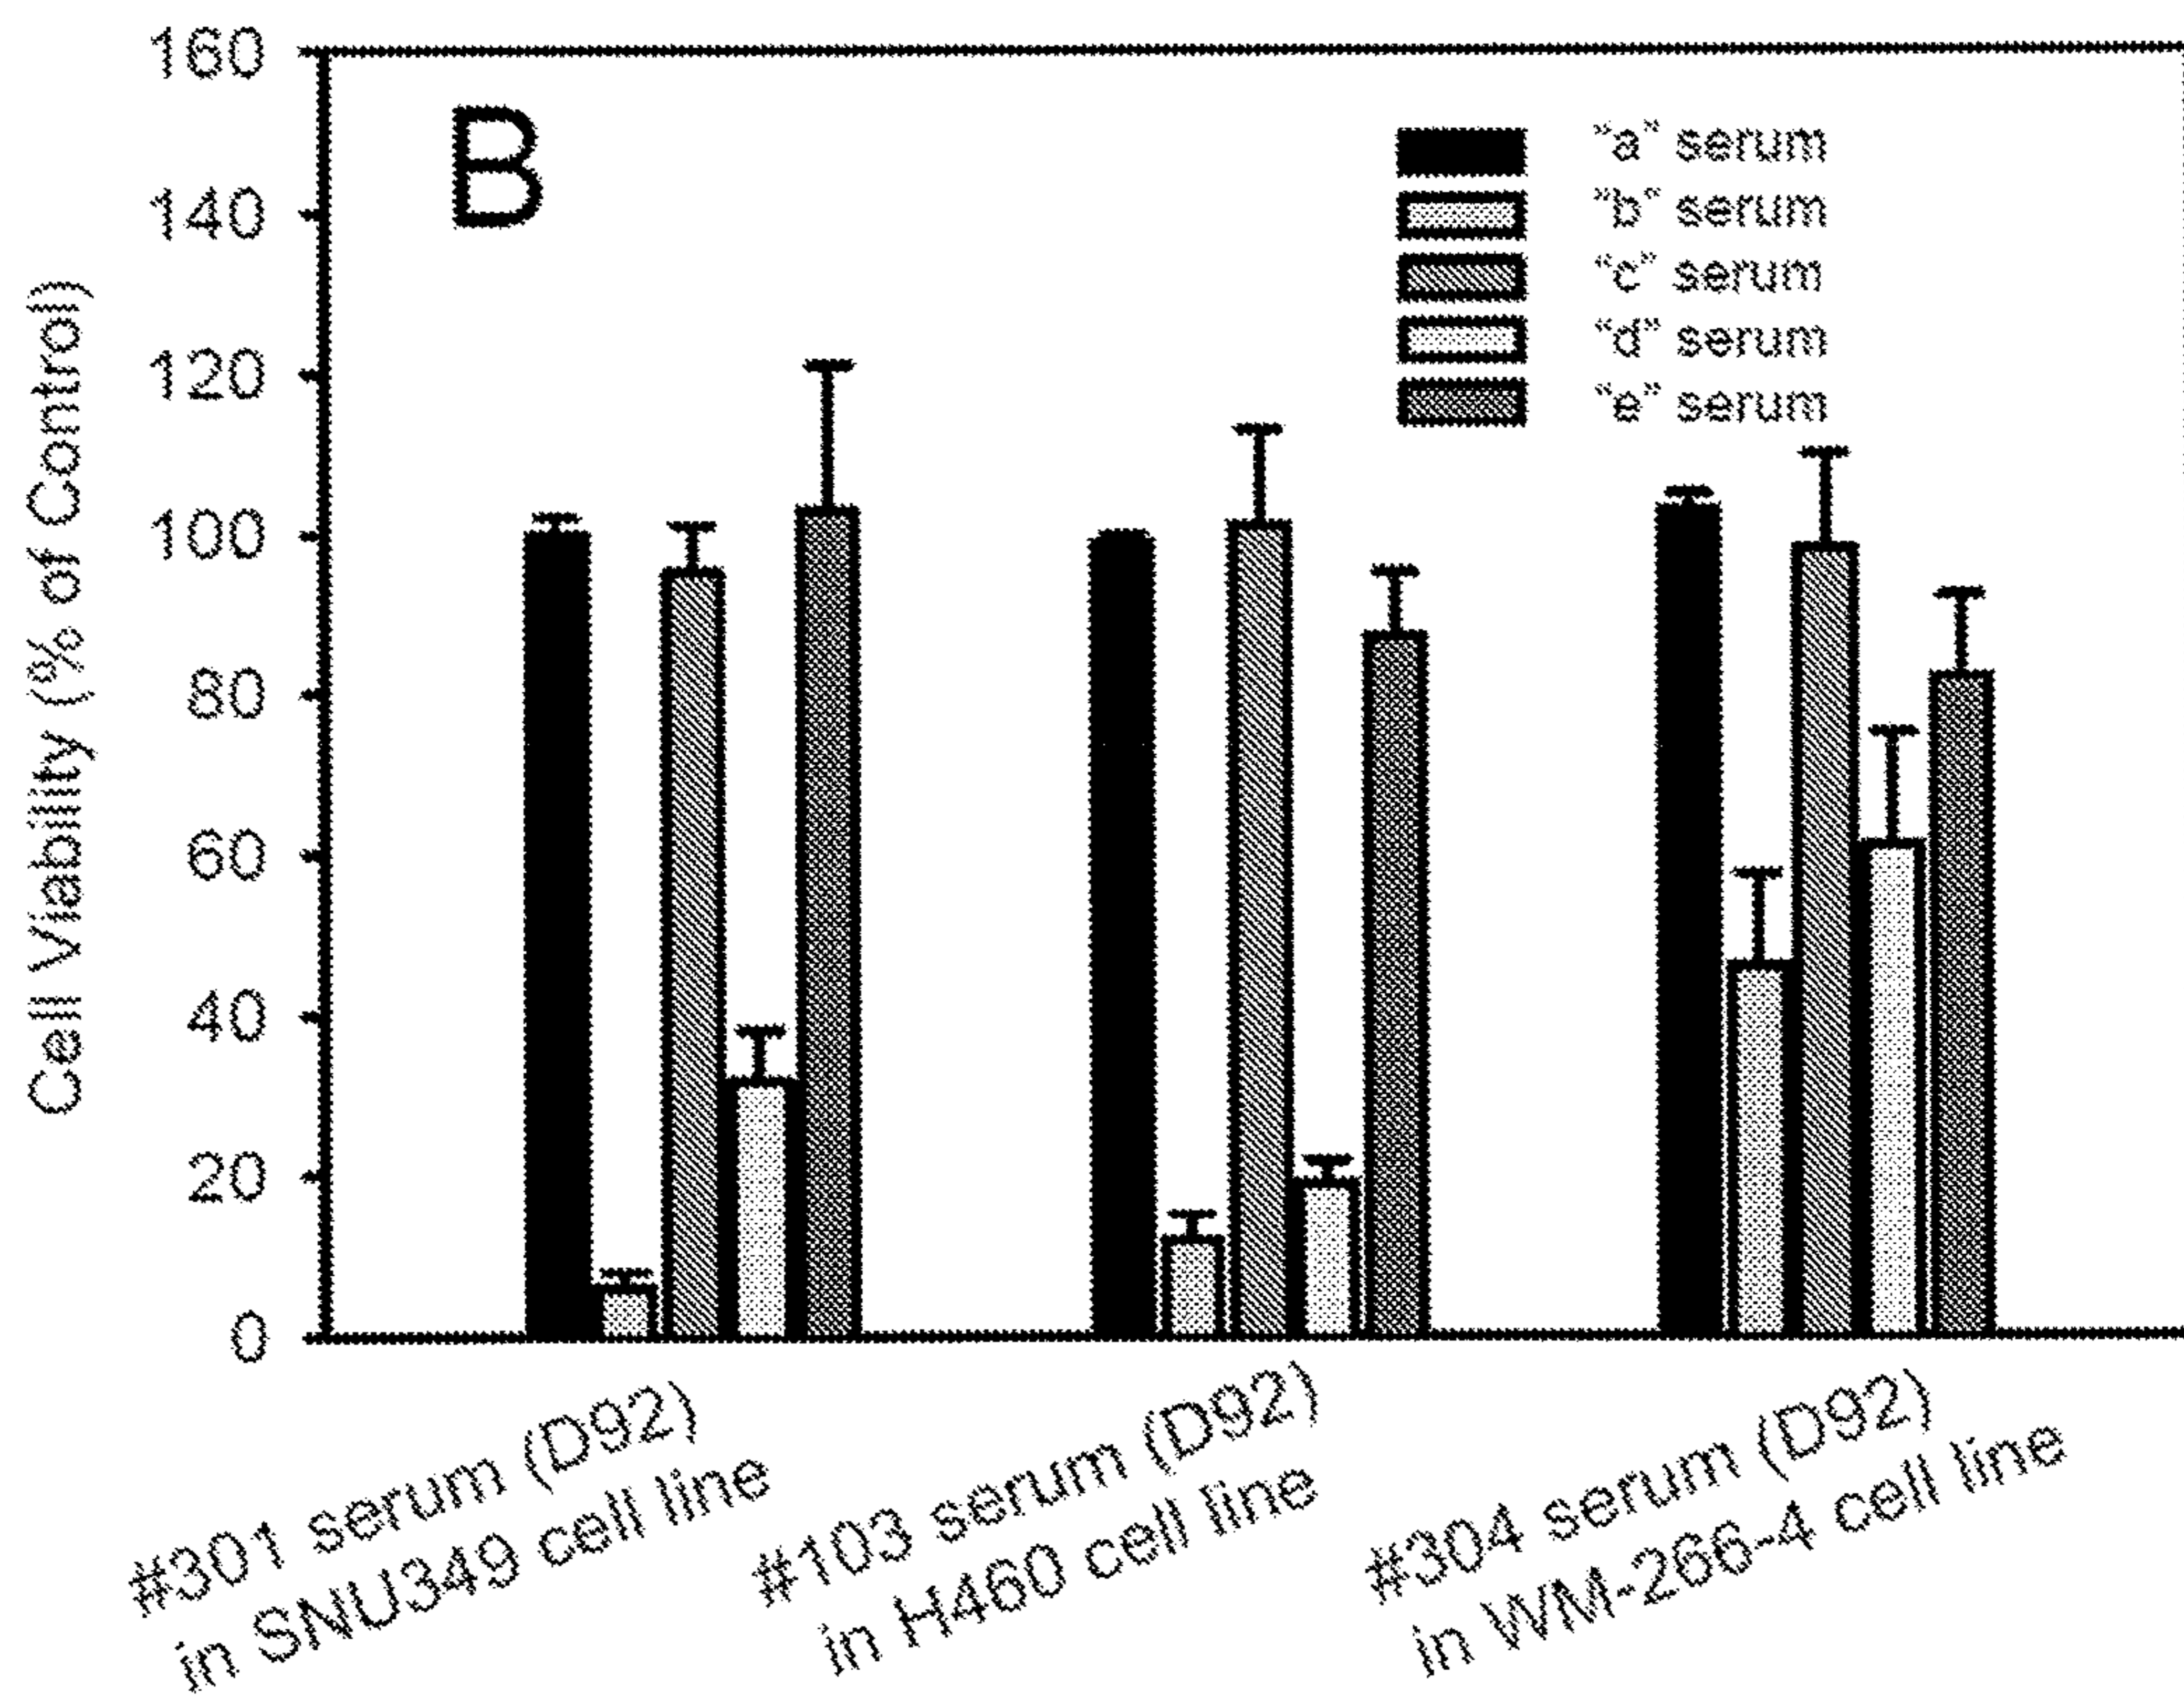 Cell Viability (% of Control)
160
140
120
100
80
60
40
20
0
B
"a" serum
"b" serum
"c" serum
"d" serum
"e" serum
#301 serum (D92)
in SNU349 cell line
#103 serum (D92)
in H460 cell line
#304 serum (D92)
in WM-266-4 cell line